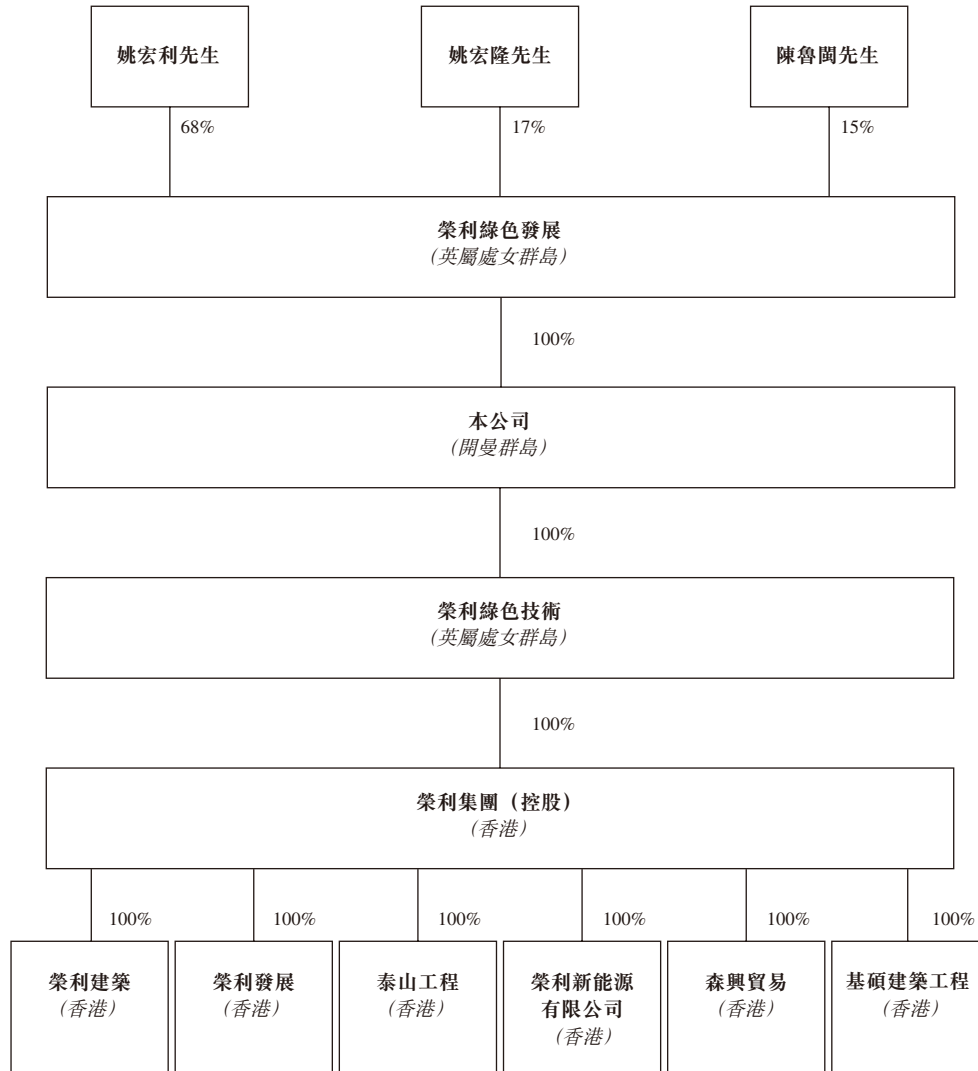 姚宏利先生
姚宏隆先生
陳魯閩先生
68%
17%
15%
榮利綠色發展
（英屬處女群島）
100%
本公司
（開曼群島）
100%
榮利綠色技術
（英屬處女群島）
100%
榮利集團（控股）
（香港）
100%
100%
100%
100%
100%
100%
榮利建築
（香港）
榮利發展
（香港）
泰山工程
（香港）
榮利新能源
有限公司
（香港）
森興貿易
（香港）
基碩建築工程
（香港）